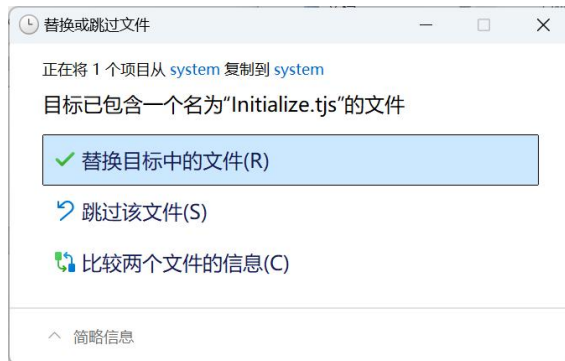 替换或跳过文件
正在将 1 个项目从 system 复制到 system
目标已包含一个名为“Initialize.tjs”的文件
替换目标中的文件(R)
跳过该文件(S)
比较两个文件的信息(C)
简略信息